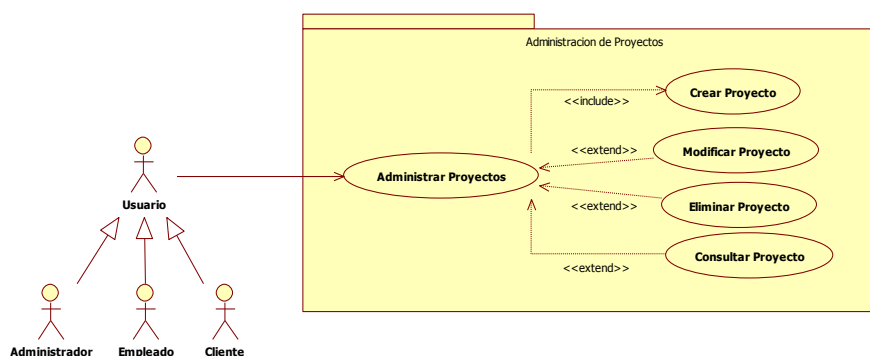 Administracion de Proyectos
Crear Proyecto
<<include>>
<<extend>>
Modificar Proyecto
Administrar Proyectos
<<extend>>
Eliminar Proyecto
Usuario
Consultar Proyecto
<<extend>>
Administrador
Empleado
Cliente